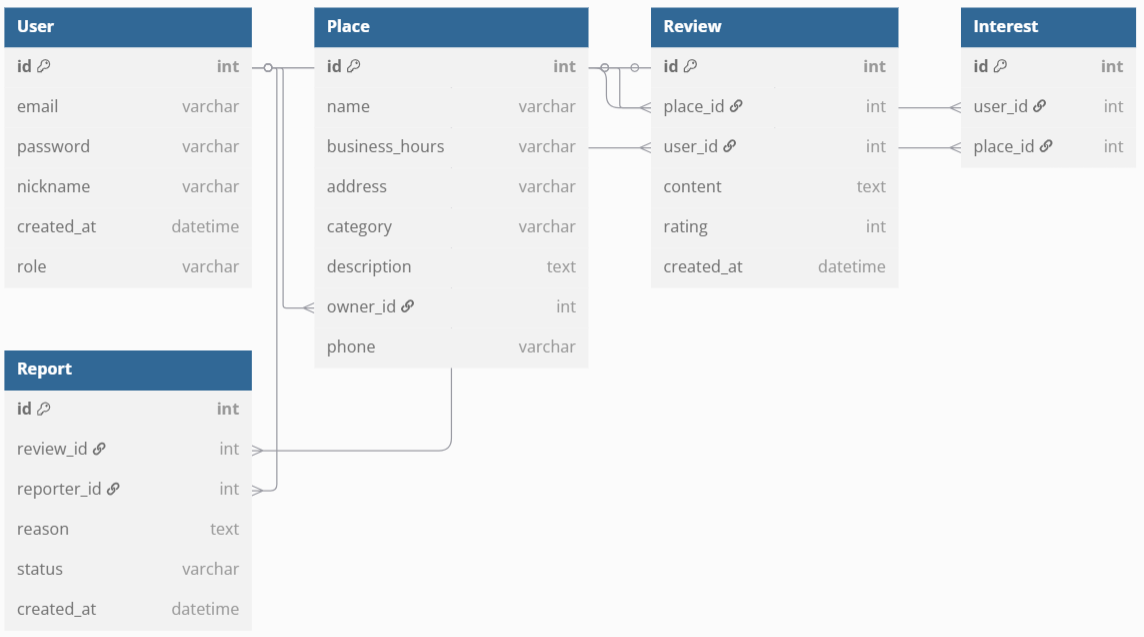 User
id int
email varchar
password varchar
nickname varchar
created_at datetime
role varchar
Place
id int
name varchar
business_hours varchar
address varchar
category varchar
description text
owner_id int
phone varchar
Review
id int
place_id int
user_id int
content text
rating int
created_at datetime
Interest
id int
user_id int
place_id int
Report
id int
review_id int
reporter_id int
reason text
status varchar
created_at datetime